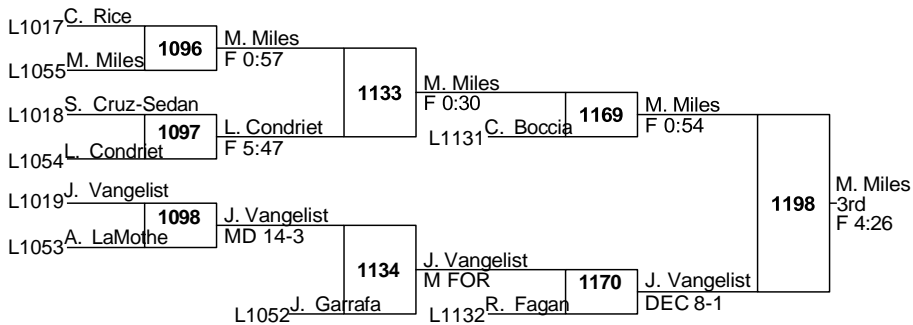 L1017 C. Rice
1096
L1055 M. Miles
M. Miles
F 0:57
L1018 S. Cruz-Sedan
1097
L1054 L. Condriet
L. Condriet
F 5:47
1133
M. Miles
F 0:30
L1131 C. Boccia
1169
M. Miles
F 0:54
L1019 J. Vangelist
1098
L1053 A. LaMothe
J. Vangelist
MD 14-3
1134
L1052 J. Garrafa
J. Vangelist
M FOR
1170
L1132 R. Fagan
J. Vangelist
DEC 8-1
1198
M. Miles
3rd
F 4:26